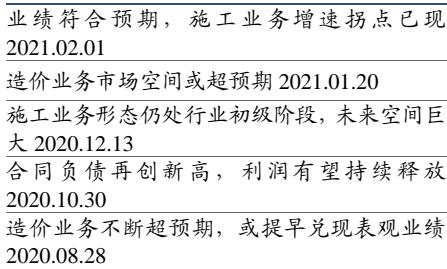 业绩符合预期，施工业务增速拐点已现
2021.02.01
造价业务市场空间或超预期 2021.01.20
施工业务形态仍处行业初级阶段，未来空间巨
大 2020.12.13
合同负债再创新高，利润有望持续释放
2020.10.30
造价业务不断超预期，或提早兑现表观业绩
2020.08.28